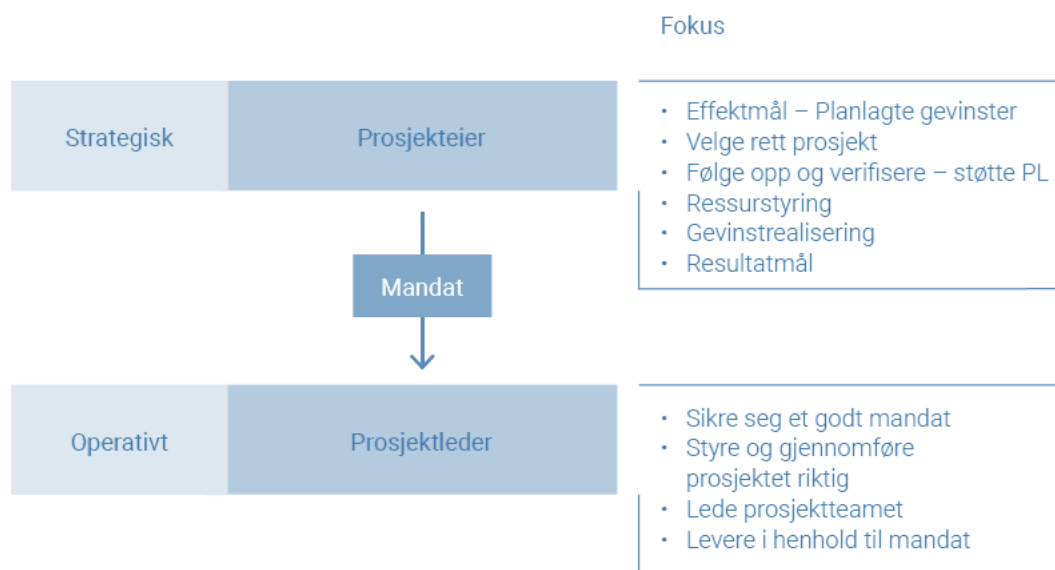 Fokus
Strategisk
Prosjekteier
• Effektmål – Planlagte gevinster
• Velge rett prosjekt
• Følge opp og verifisere – støtte PL
• Ressurstyring
• Gevinstrealisering
• Resultatmål
Mandat
Operativt
Prosjektleder
• Sikre seg et godt mandat
• Styre og gjennomføre
prosjektet riktig
• Lede prosjektteamet
• Levere i henhold til mandat